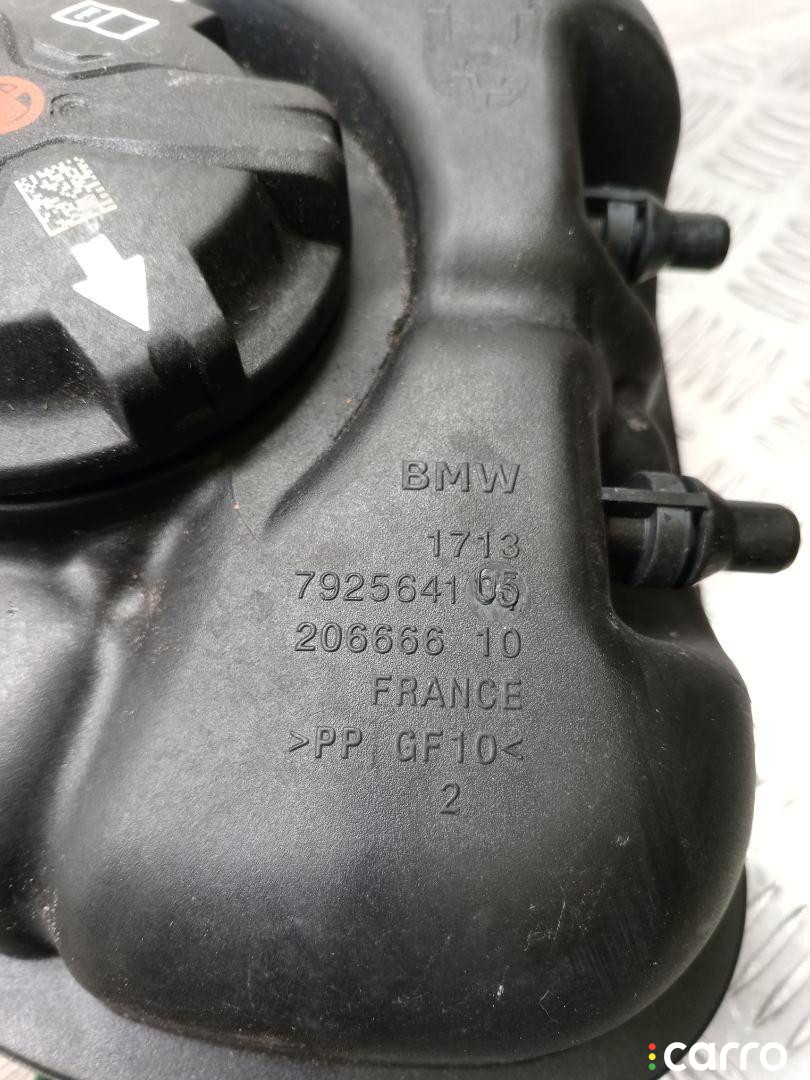 BMW
1713
7925641 05
206666 10
FRANCE
>PP GF10<
2
carro